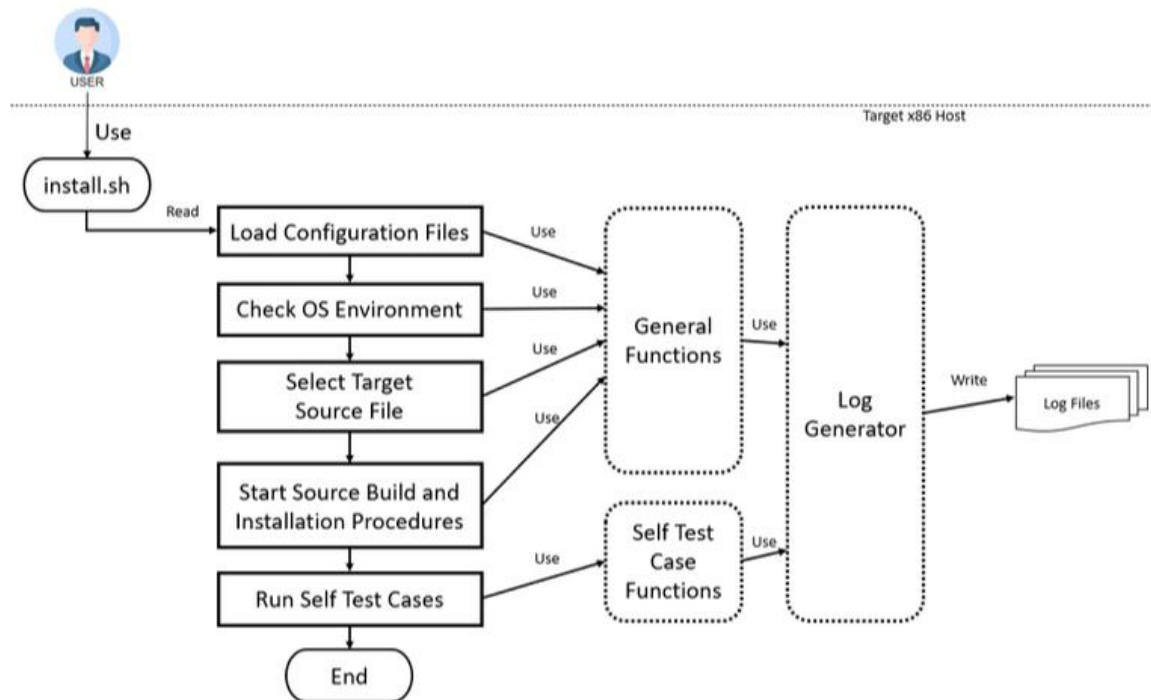 USER
Target x86 Host
Use
install.sh
Read
Load Configuration Files
Use
Check OS Environment
Use
Select Target
Source File
Use
Start Source Build and
Installation Procedures
Use
Run Self Test Cases
Use
End
General
Functions
Use
Self Test
Case
Functions
Use
Log
Generator
Write
Log Files